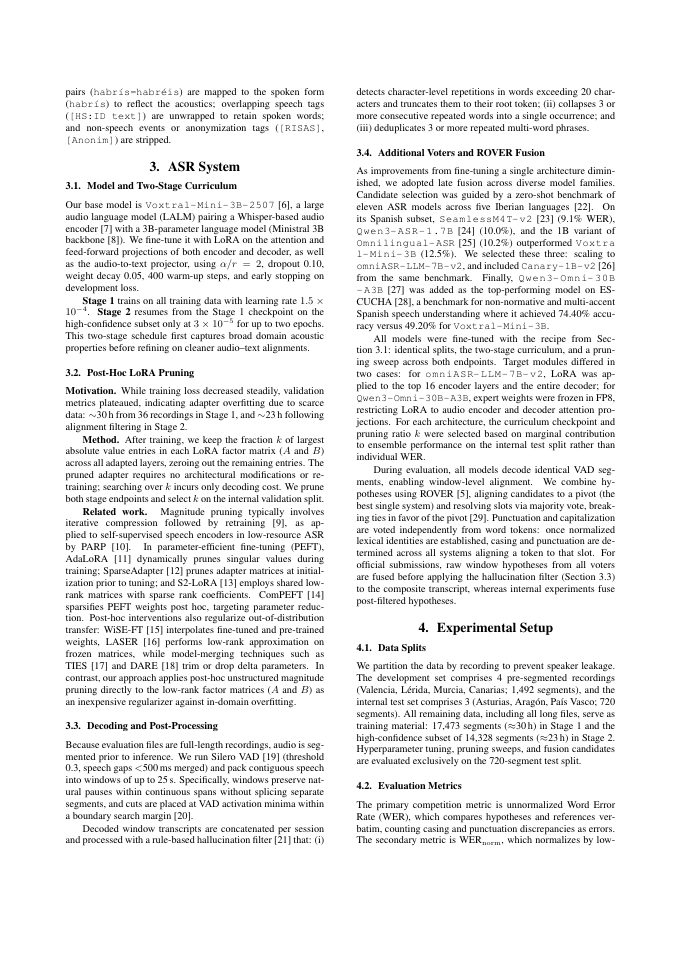 pairs (habrís=habréis) are mapped to the spoken form
(habrís) to reflect the acoustics; overlapping speech tags
([HS:ID text]) are unwrapped to retain spoken words;
and non-speech events or anonymization tags ([RISAS],
[Anonim]) are stripped.
3. ASR System
3.1. Model and Two-Stage Curriculum
Our base model is Voxtral-Mini-3B-2507 [6], a large
audio language model (LALM) pairing a Whisper-based audio
encoder [7] with a 3B-parameter language model (Ministral 3B
backbone [8]). We fine-tune it with LoRA on the attention and
feed-forward projections of both encoder and decoder, as well
as the audio-to-text projector, using α/r = 2, dropout 0.10,
weight decay 0.05, 400 warm-up steps, and early stopping on
development loss.
Stage 1 trains on all training data with learning rate 1.5 ×
10⁻⁴. Stage 2 resumes from the Stage 1 checkpoint on the
high-confidence subset only at 3 × 10⁻⁵ for up to two epochs.
This two-stage schedule first captures broad domain acoustic
properties before refining on cleaner audio–text alignments.
3.2. Post-Hoc LoRA Pruning
Motivation. While training loss decreased steadily, validation
metrics plateaued, indicating adapter overfitting due to scarce
data: ∼30 h from 36 recordings in Stage 1, and ∼23 h following
alignment filtering in Stage 2.
Method. After training, we keep the fraction k of largest
absolute value entries in each LoRA factor matrix (A and B)
across all adapted layers, zeroing out the remaining entries. The
pruned adapter requires no architectural modifications or re-
training; searching over k incurs only decoding cost. We prune
both stage endpoints and select k on the internal validation split.
Related work. Magnitude pruning typically involves
iterative compression followed by retraining [9], as ap-
plied to self-supervised speech encoders in low-resource ASR
by PARP [10]. In parameter-efficient fine-tuning (PEFT),
AdaLoRA [11] dynamically prunes singular values during
training; SparseAdapter [12] prunes adapter matrices at initial-
ization prior to tuning; and S2-LoRA [13] employs shared low-
rank matrices with sparse rank coefficients. ComPEFT [14]
sparsifies PEFT weights post hoc, targeting parameter reduc-
tion. Post-hoc interventions also regularize out-of-distribution
transfer: WiSE-FT [15] interpolates fine-tuned and pre-trained
weights, LASER [16] performs low-rank approximation on
frozen matrices, while model-merging techniques such as
TIES [17] and DARE [18] trim or drop delta parameters. In
contrast, our approach applies post-hoc unstructured magnitude
pruning directly to the low-rank factor matrices (A and B) as
an inexpensive regularizer against in-domain overfitting.
3.3. Decoding and Post-Processing
Because evaluation files are full-length recordings, audio is seg-
mented prior to inference. We run Silero VAD [19] (threshold
0.3, speech gaps <500 ms merged) and pack contiguous speech
into windows of up to 25 s. Specifically, windows preserve nat-
ural pauses within continuous spans without splicing separate
segments, and cuts are placed at VAD activation minima within
a boundary search margin [20].
Decoded window transcripts are concatenated per session
and processed with a rule-based hallucination filter [21] that: (i)
detects character-level repetitions in words exceeding 20 char-
acters and truncates them to their root token; (ii) collapses 3 or
more consecutive repeated words into a single occurrence; and
(iii) deduplicates 3 or more repeated multi-word phrases.
3.4. Additional Voters and ROVER Fusion
As improvements from fine-tuning a single architecture dimin-
ished, we adopted late fusion across diverse model families.
Candidate selection was guided by a zero-shot benchmark of
eleven ASR models across five Iberian languages [22]. On
its Spanish subset, SeamlessM4T-v2 [23] (9.1% WER),
Qwen3-ASR-1.7B [24] (10.0%), and the 1B variant of
Omnilingual-ASR [25] (10.2%) outperformed Voxtra
l-Mini-3B (12.5%). We selected these three: scaling to
omniASR-LLM-7B-v2, and included Canary-1B-v2 [26]
from the same benchmark. Finally, Qwen3-Omni-30B
-A3B [27] was added as the top-performing model on ES-
CUCHA [28], a benchmark for non-normative and multi-accent
Spanish speech understanding where it achieved 74.40% accu-
racy versus 49.20% for Voxtral-Mini-3B.
All models were fine-tuned with the recipe from Sec-
tion 3.1: identical splits, the two-stage curriculum, and a prun-
ing sweep across both endpoints. Target modules differed in
two cases: for omniASR-LLM-7B-v2, LoRA was ap-
plied to the top 16 encoder layers and the entire decoder; for
Qwen3-Omni-30B-A3B, expert weights were frozen in FP8,
restricting LoRA to audio encoder and decoder attention pro-
jections. For each architecture, the curriculum checkpoint and
pruning ratio k were selected based on marginal contribution
to ensemble performance on the internal test split rather than
individual WER.
During evaluation, all models decode identical VAD seg-
ments, enabling window-level alignment. We combine hy-
potheses using ROVER [5], aligning candidates to a pivot (the
best single system) and resolving slots via majority vote, break-
ing ties in favor of the pivot [29]. Punctuation and capitalization
are voted independently from word tokens: once normalized
lexical identities are established, casing and punctuation are de-
termined across all systems aligning a token to that slot. For
official submissions, raw window hypotheses from all voters
are fused before applying the hallucination filter (Section 3.3)
to the composite transcript, whereas internal experiments fuse
post-filtered hypotheses.
4. Experimental Setup
4.1. Data Splits
We partition the data by recording to prevent speaker leakage.
The development set comprises 4 pre-segmented recordings
(Valencia, Lérida, Murcia, Canarias; 1,492 segments), and the
internal test set comprises 3 (Asturias, Aragón, País Vasco; 720
segments). All remaining data, including all long files, serve as
training material: 17,473 segments (≈30 h) in Stage 1 and the
high-confidence subset of 14,328 segments (≈23 h) in Stage 2.
Hyperparameter tuning, pruning sweeps, and fusion candidates
are evaluated exclusively on the 720-segment test split.
4.2. Evaluation Metrics
The primary competition metric is unnormalized Word Error
Rate (WER), which compares hypotheses and references ver-
batim, counting casing and punctuation discrepancies as errors.
The secondary metric is WERnorm, which normalizes by low-